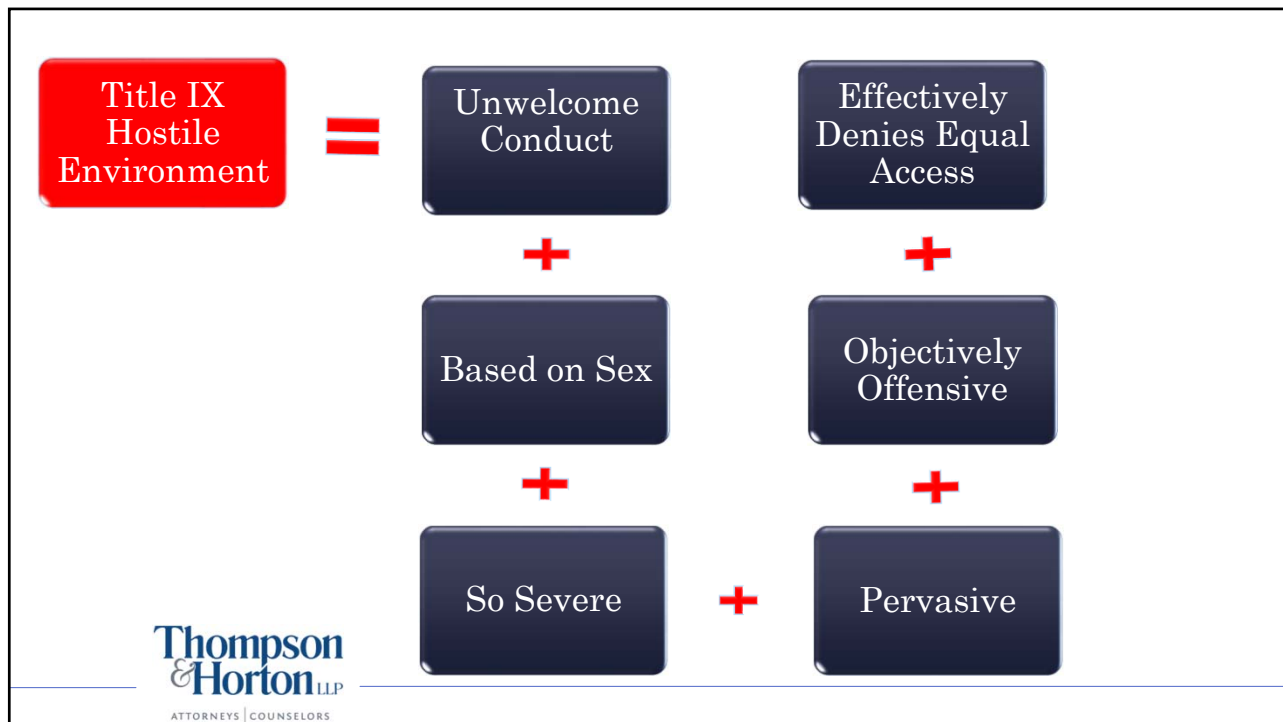 Title IX
Hostile
Environment
=
Unwelcome
Conduct
+
Based on Sex
+
So Severe
+
Pervasive
+
Objectively
Offensive
+
Effectively
Denies Equal
Access
Thompson
& Horton LLP
ATTORNEYS | COUNSELORS